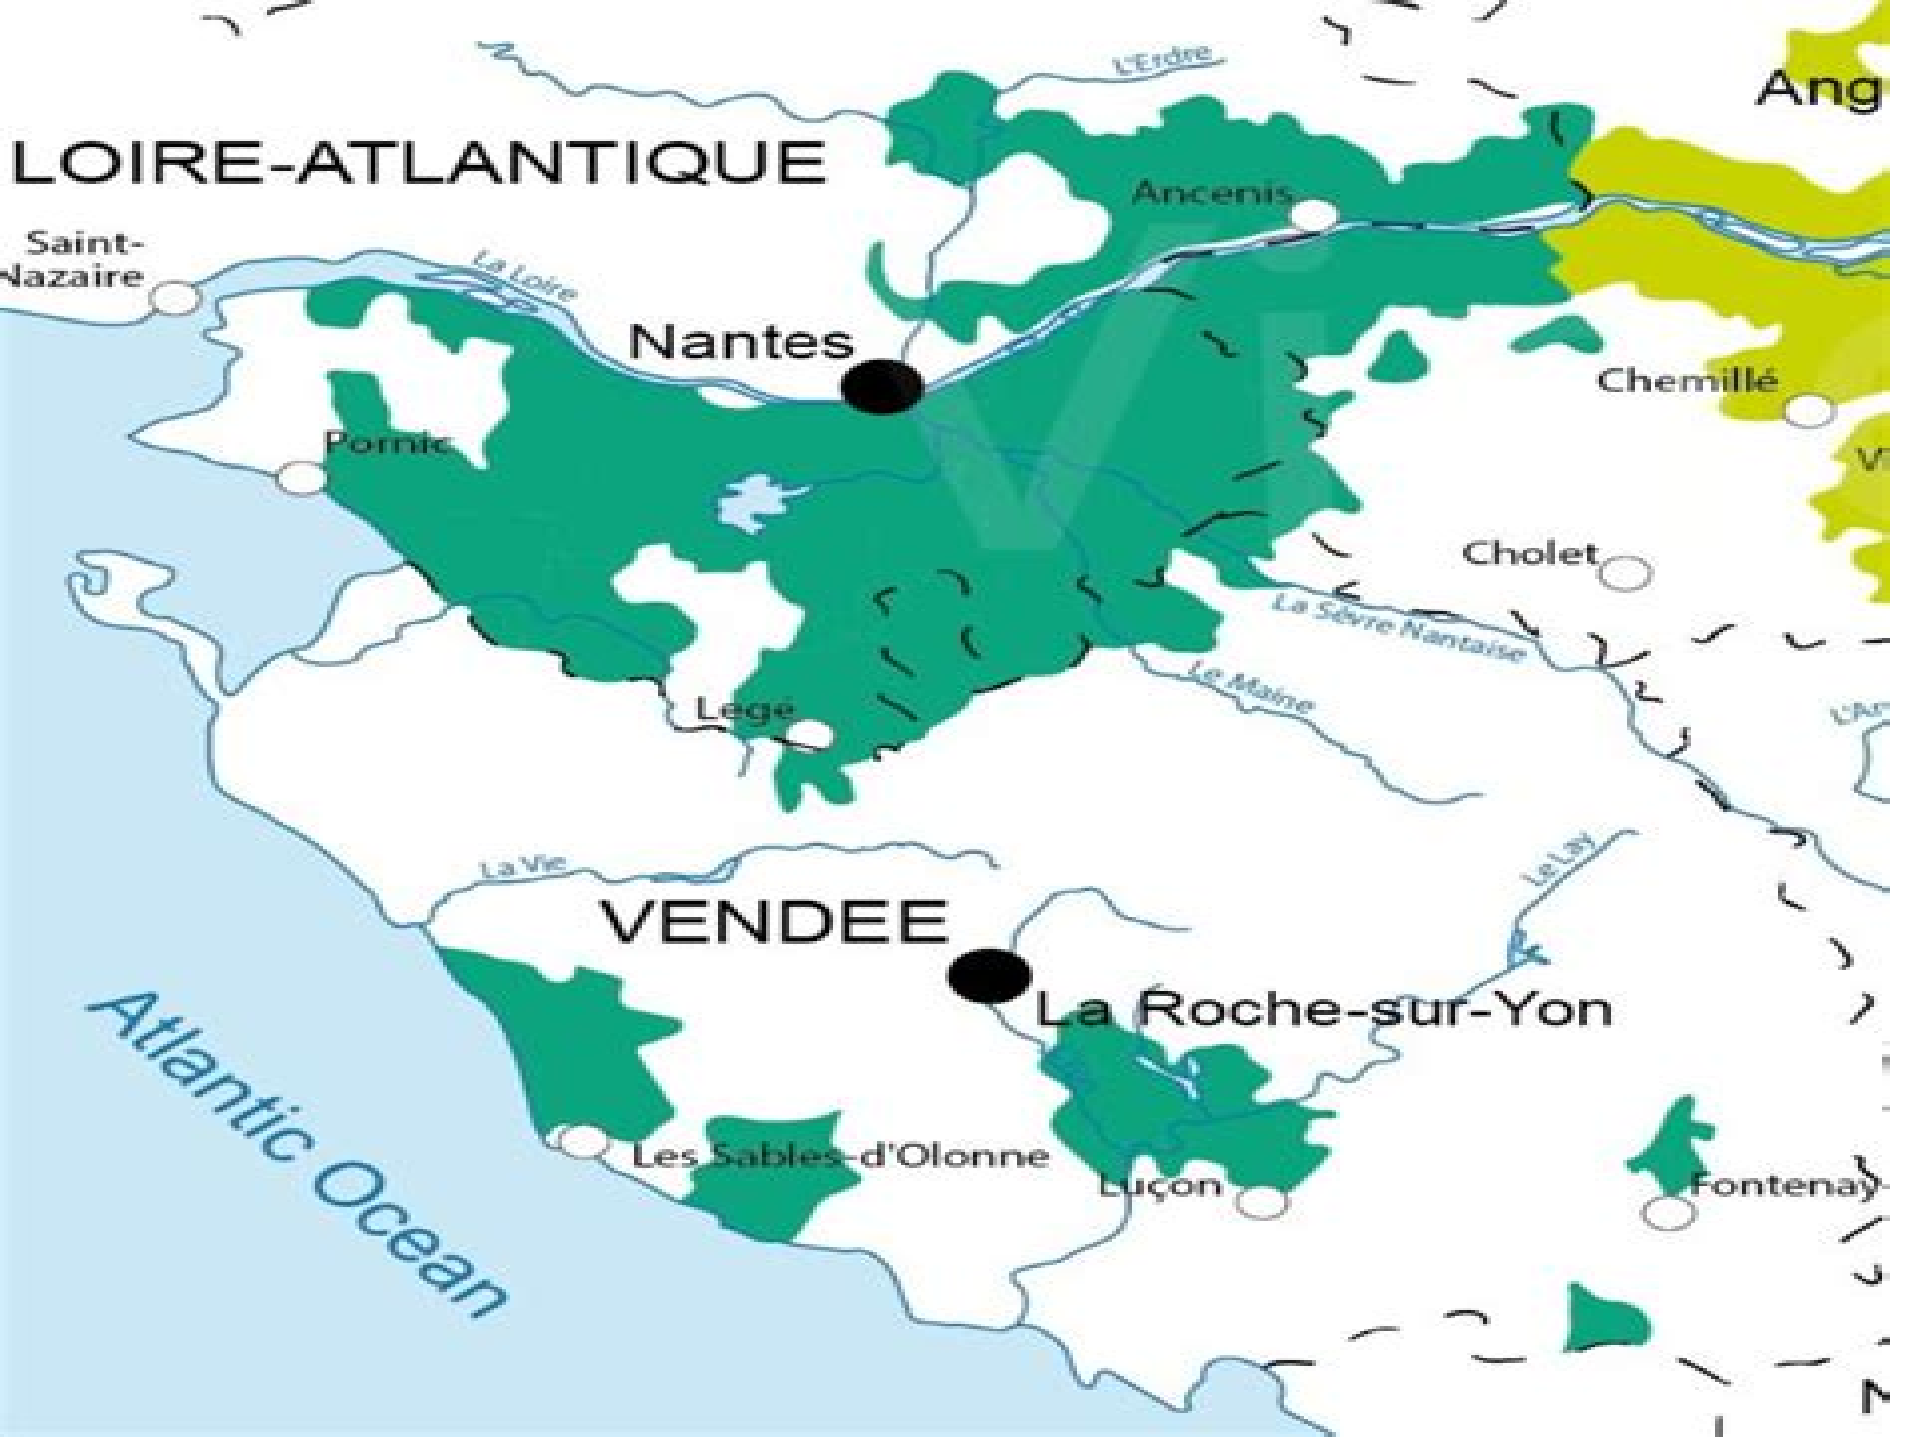 L'Erdre
Ang
LOIRE-ATLANTIQUE
Ancenis
Saint-
Nazaire
La Loire
Nantes
Chemillé
Pornic
Cholet
La Sèvre Nantaise
Le Maine
Legé
La Vie
Le Lay
VENDEE
La Roche-sur-Yon
Atlantic Ocean
Les Sables-d'Olonne
Luçon
Fontenay
Vi